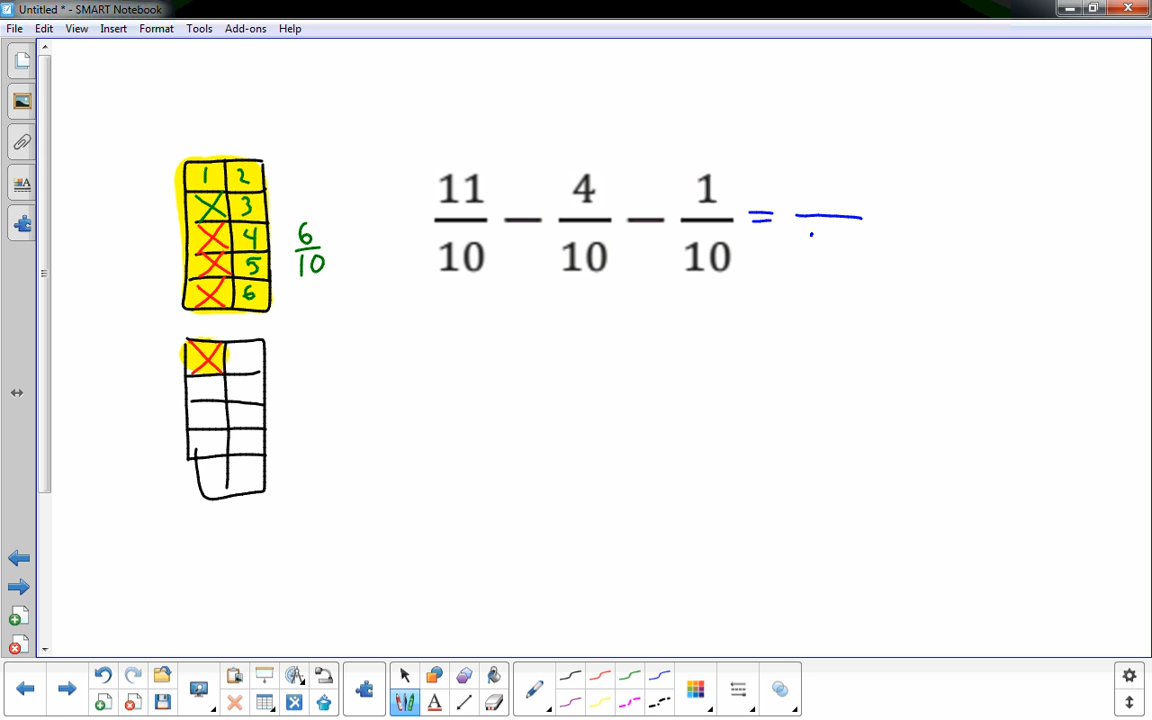 Untitled * - SMART Notebook
File Edit View Insert Format Tools Add-ons Help
1 2
3
4
5
6
6/10
11/10 − 4/10 − 1/10 =